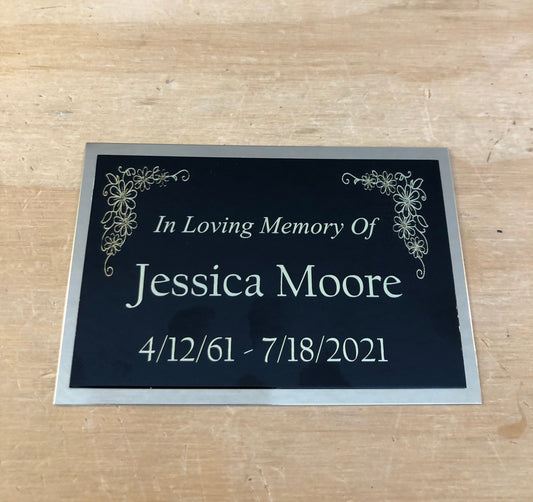 In Loving Memory Of
Jessica Moore
4/12/61 - 7/18/2021